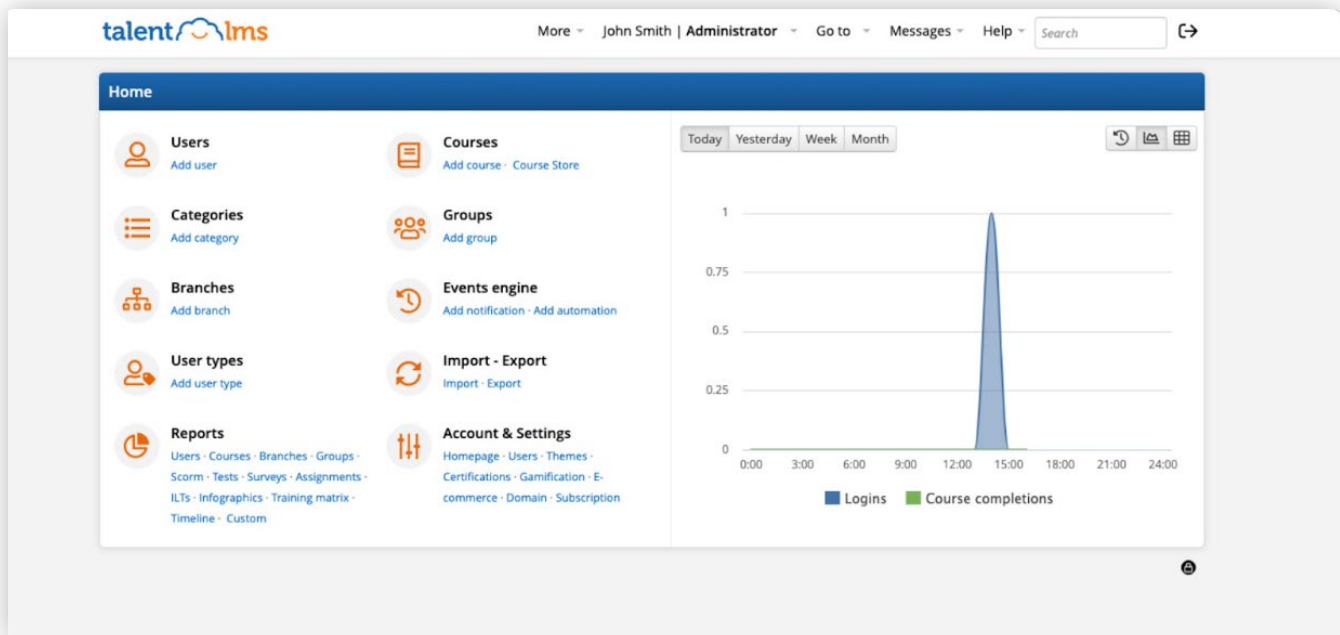 talentlms
More John Smith | Administrator Go to Messages Help Search
Home
Users
Add user
Courses
Add course · Course Store
Categories
Add category
Groups
Add group
Branches
Add branch
Events engine
Add notification · Add automation
User types
Add user type
Import - Export
Import · Export
Reports
Users · Courses · Branches · Groups ·
Scorm · Tests · Surveys · Assignments ·
ILTs · Infographics · Training matrix ·
Timeline · Custom
Account & Settings
Homepage · Users · Themes ·
Certifications · Gamification · E-
commerce · Domain · Subscription
Today Yesterday Week Month
1
0.75
0.5
0.25
0
0:00 3:00 6:00 9:00 12:00 15:00 18:00 21:00 24:00
Logins Course completions